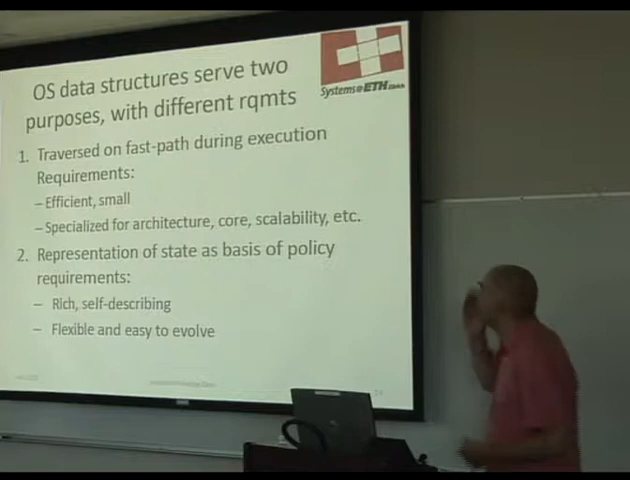 OS data structures serve two
purposes, with different rqmts
Systems@ETH
1. Traversed on fast-path during execution
Requirements:
– Efficient, small
– Specialized for architecture, core, scalability, etc.
2. Representation of state as basis of policy
requirements:
– Rich, self-describing
– Flexible and easy to evolve